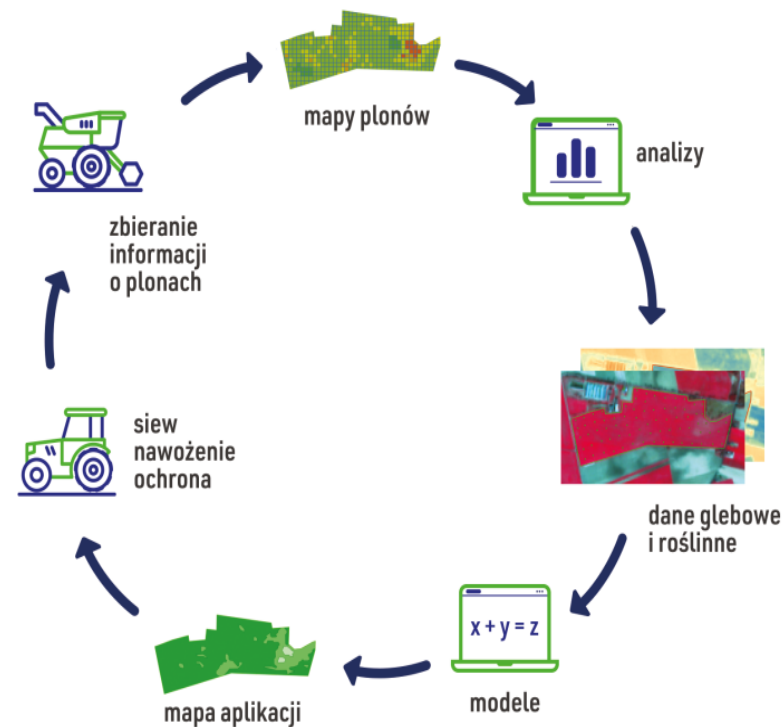 mapy plonów
analizy
dane glebowe
i roślinne
x + y = z
modele
mapa aplikacji
siew
nawożenie
ochrona
zbieranie
informacji
o plonach